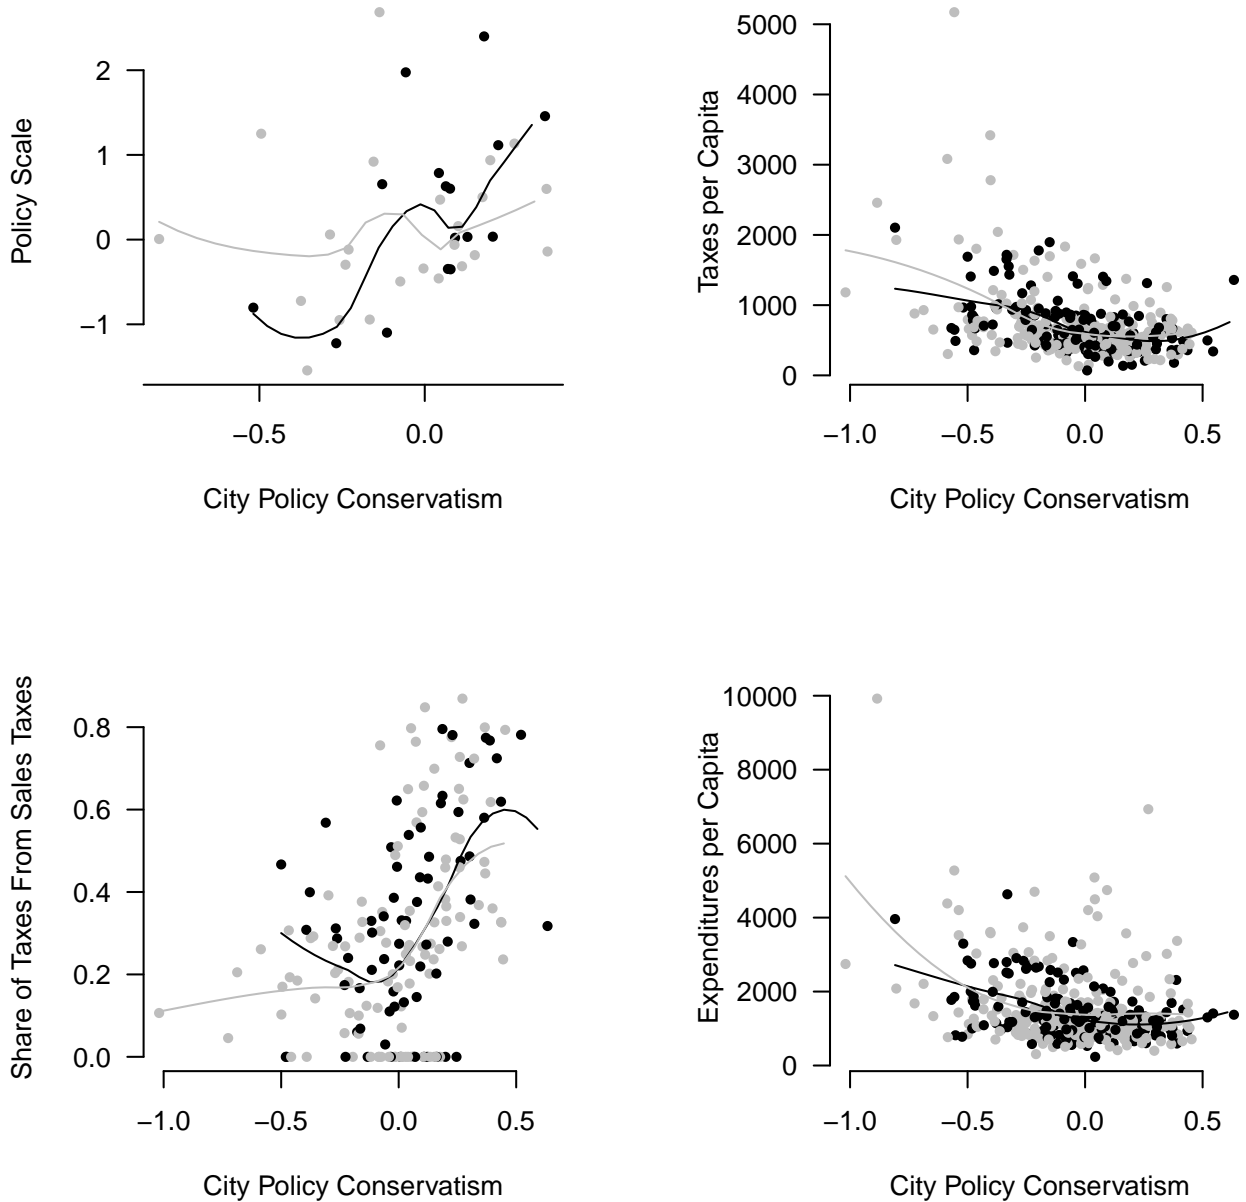 Policy Scale
2
1
0
−1
−0.5 0.0
City Policy Conservatism
Taxes per Capita
5000
4000
3000
2000
1000
0
−1.0 −0.5 0.0 0.5
City Policy Conservatism
Share of Taxes From Sales Taxes
0.8
0.6
0.4
0.2
0.0
−1.0 −0.5 0.0 0.5
City Policy Conservatism
Expenditures per Capita
10000
8000
6000
4000
2000
0
−1.0 −0.5 0.0 0.5
City Policy Conservatism